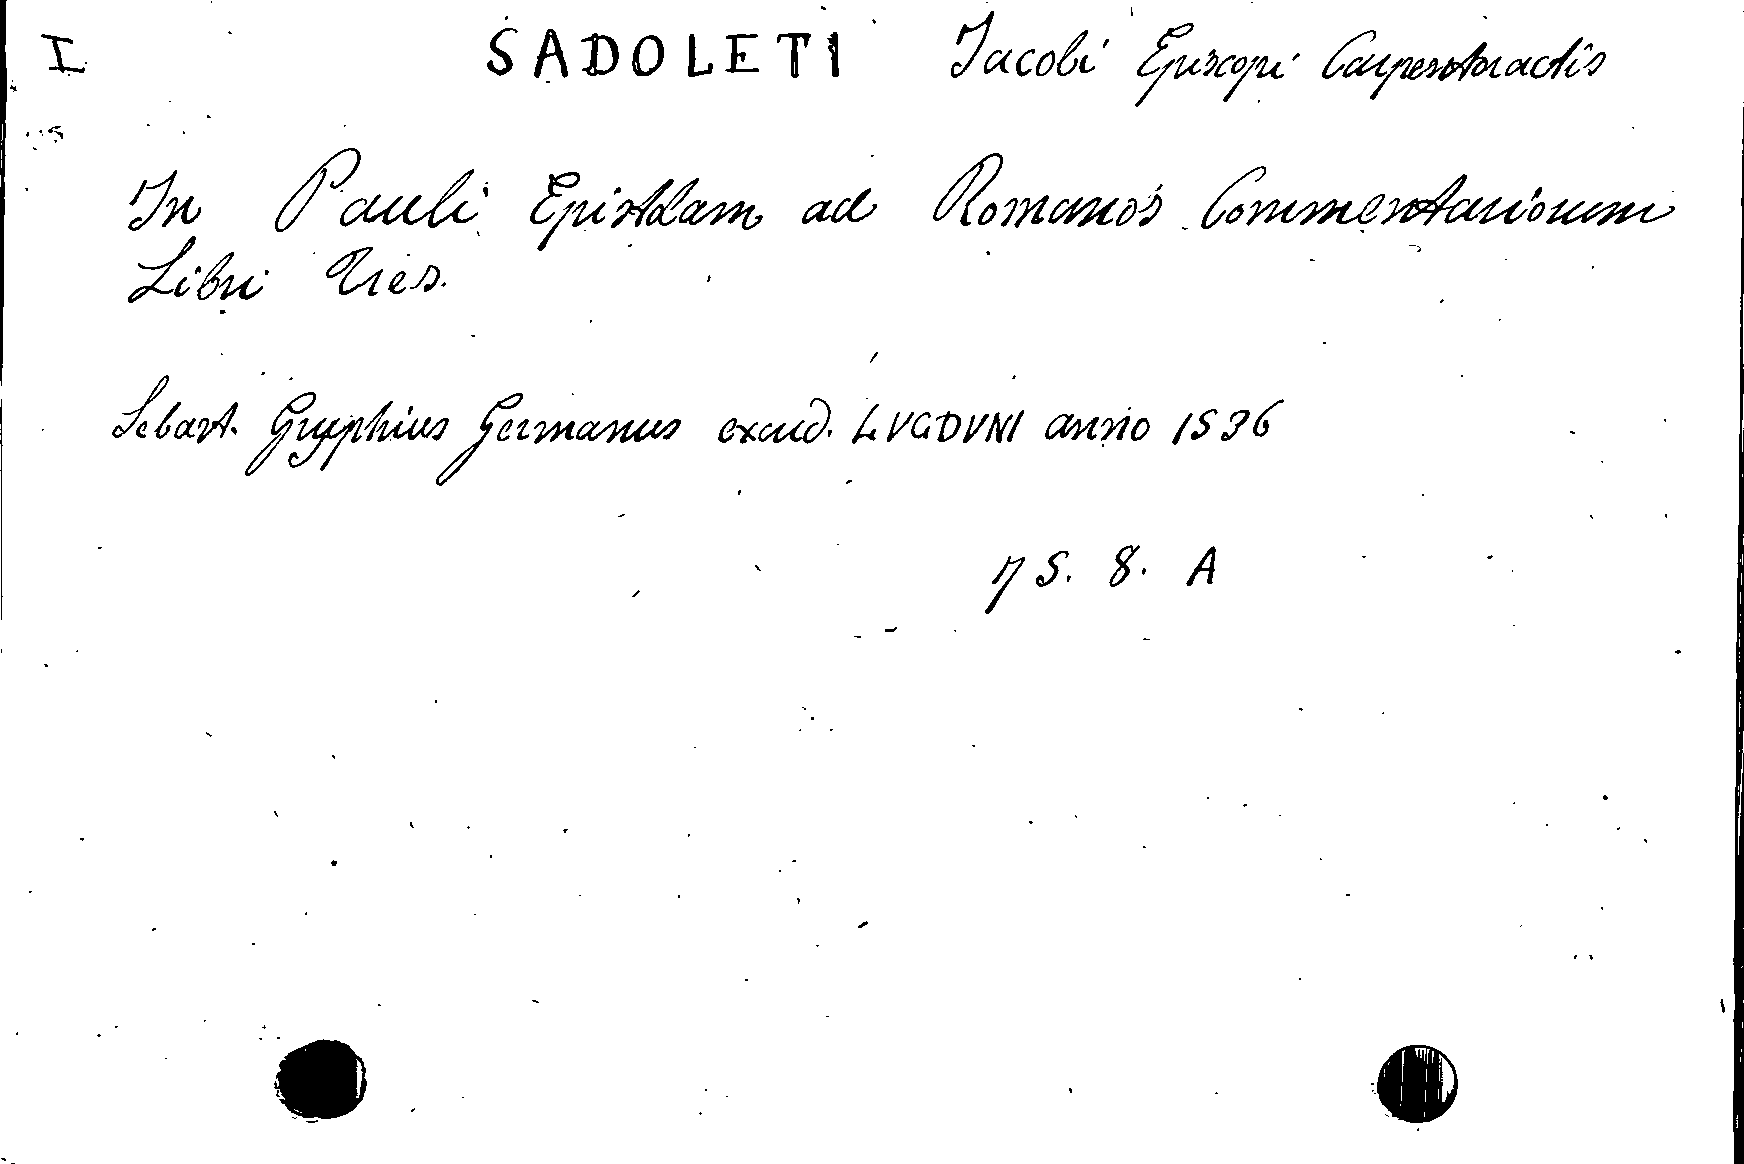 I SADOLETI Jacobi Episcopi Carpentoractis
In Pauli Epistolam ad Romanos Commentariorum
Libri Tres.
Sebast. Gryphius Germanus excud. LVGDVNI anno 1536
75. 8. A